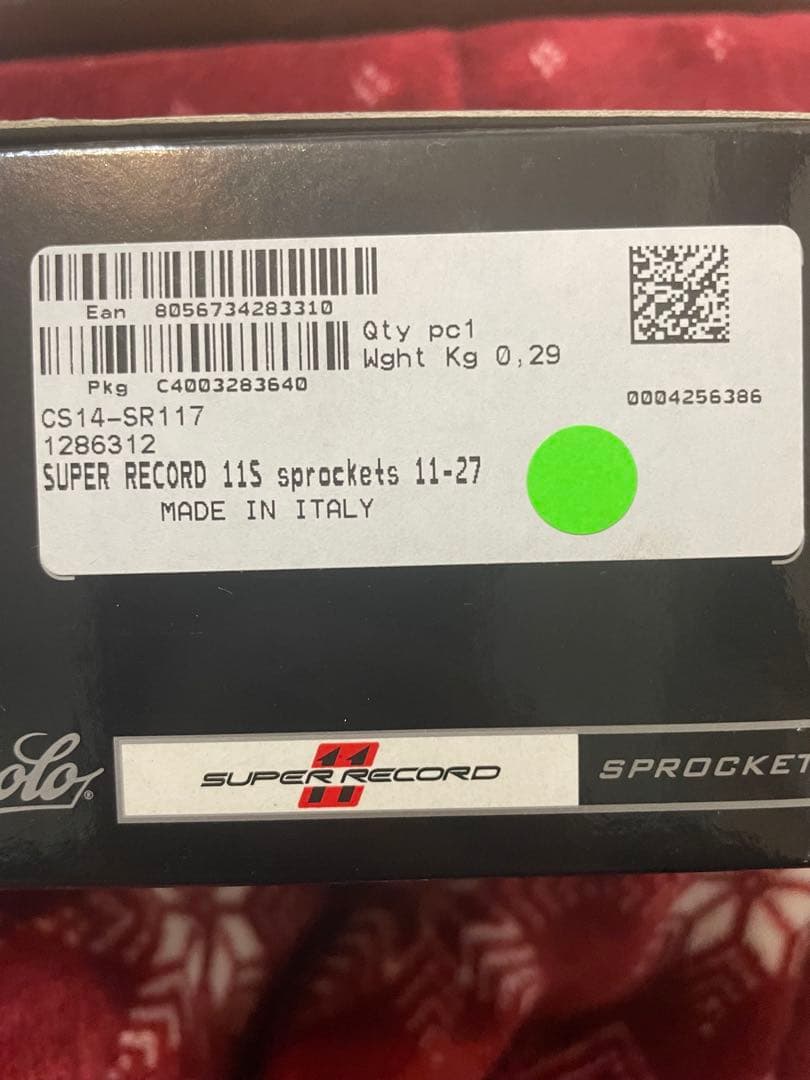 Ean 8056734283310
Qty pc1
Wght Kg 0,29
Pkg C4003283640
0004256386
CS14-SR117
1286312
SUPER RECORD 11S sprockets 11-27
MADE IN ITALY
olo®
SUPER RECORD
11
SPROCKET